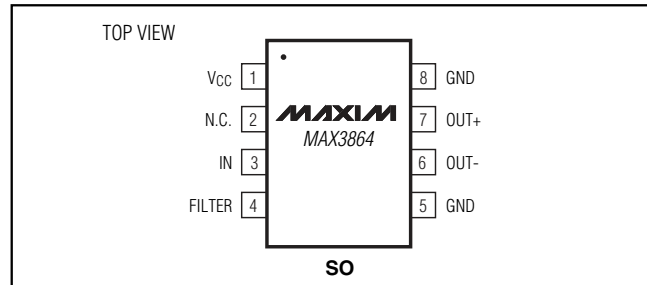 TOP VIEW
VCC 1
N.C. 2
IN 3
FILTER 4
MAXIM
MAX3864
8 GND
7 OUT+
6 OUT-
5 GND
SO